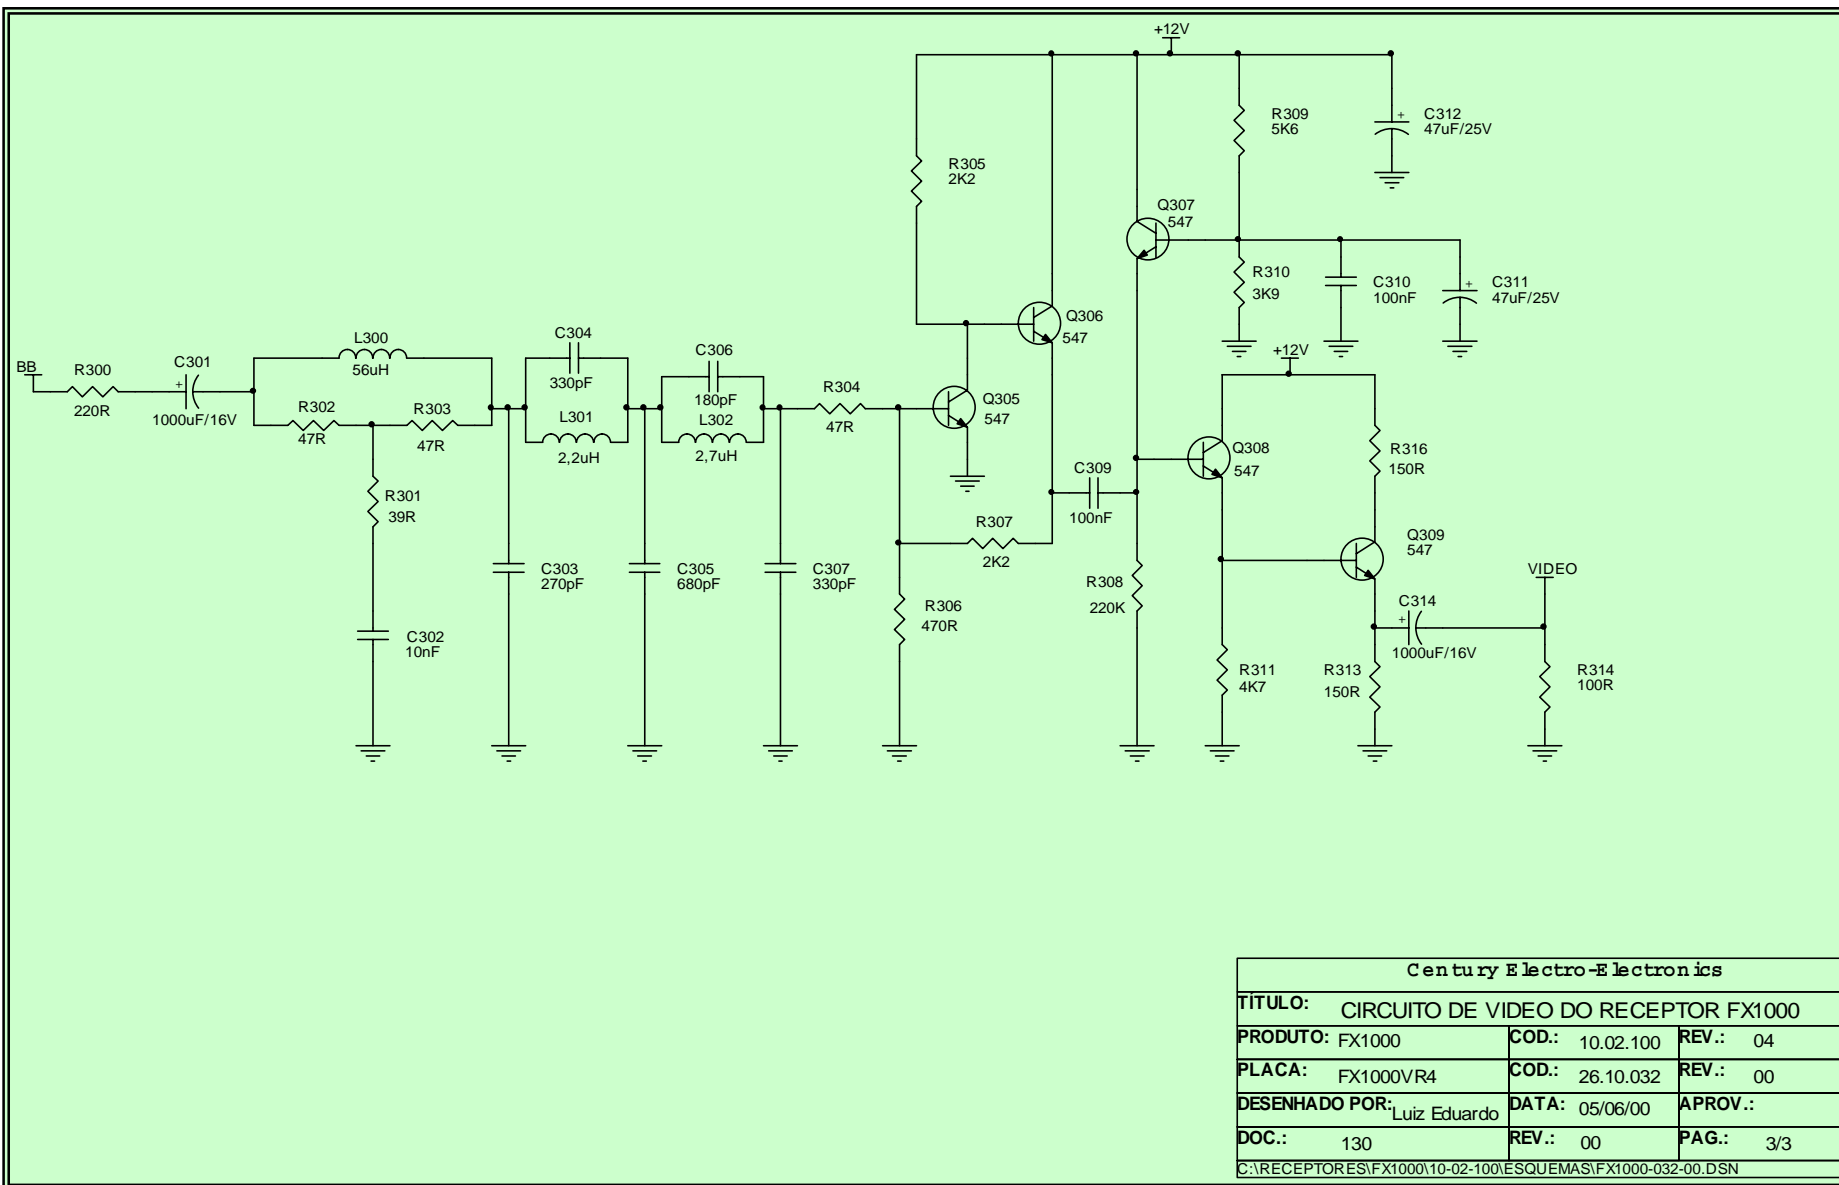 +12V
R309
5K6
C312
+
47uF/25V
R305
2K2
Q307
547
R310
3K9
C310
100nF
C311
+
47uF/25V
Q306
547
+12V
BB
R300
220R
C301
+
1000uF/16V
L300
56uH
R302
47R
R303
47R
C304
330pF
L301
2,2uH
C306
180pF
L302
2,7uH
R304
47R
Q305
547
R301
39R
C302
10nF
C303
270pF
C305
680pF
C307
330pF
R306
470R
R307
2K2
C309
100nF
R308
220K
Q308
547
R316
150R
Q309
547
R311
4K7
R313
150R
C314
+
1000uF/16V
VIDEO
R314
100R
Century Electro-Electronics
TÍTULO: CIRCUITO DE VIDEO DO RECEPTOR FX1000
PRODUTO: FX1000 COD.: 10.02.100 REV.: 04
PLACA: FX1000VR4 COD.: 26.10.032 REV.: 00
DESENHADO POR: Luiz Eduardo DATA: 05/06/00 APROV.:
DOC.: 130 REV.: 00 PAG.: 3/3
C:\RECEPTORES\FX1000\10-02-100\ESQUEMAS\FX1000-032-00.DSN